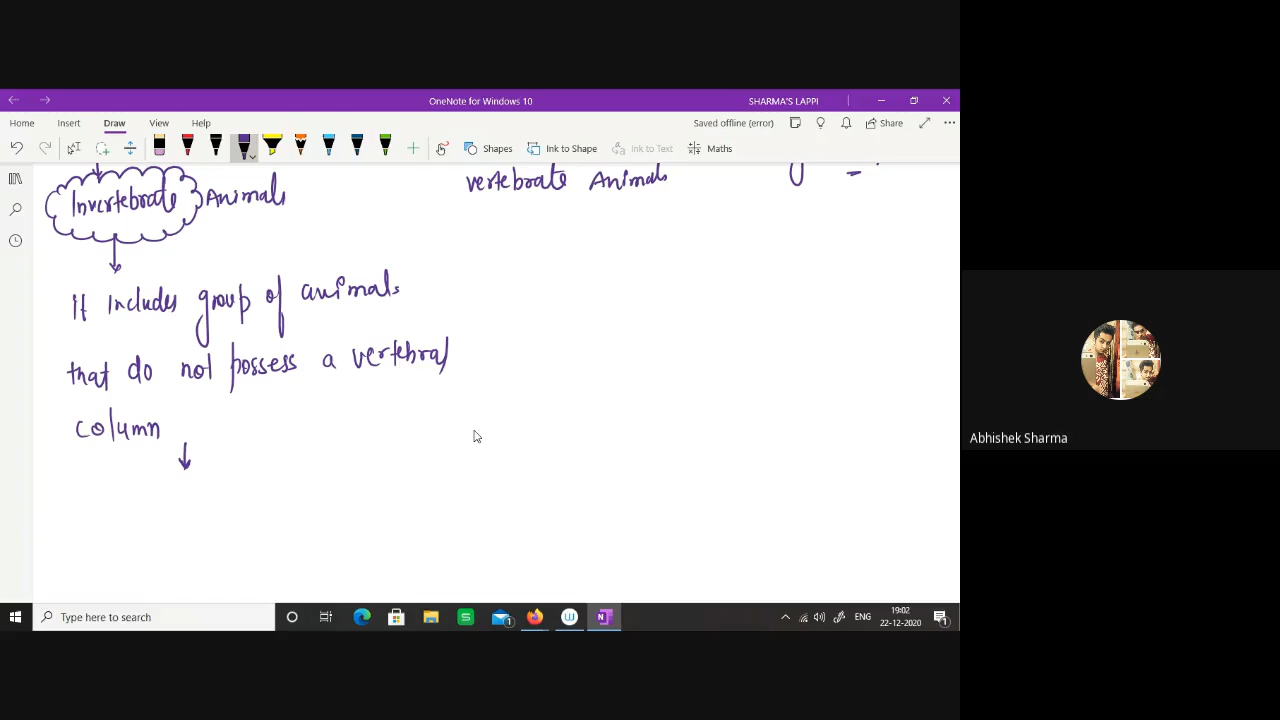 OneNote for Windows 10
SHARMA'S LAPPI
Home Insert Draw View Help
Saved offline (error)
Share
Shapes
Ink to Shape
Ink to Text
Maths
Invertebrate Animals
vertebrate Animals
It includes group of animals
that do not possess a vertebral
column
Abhishek Sharma
Type here to search
ENG
19:02
22-12-2020